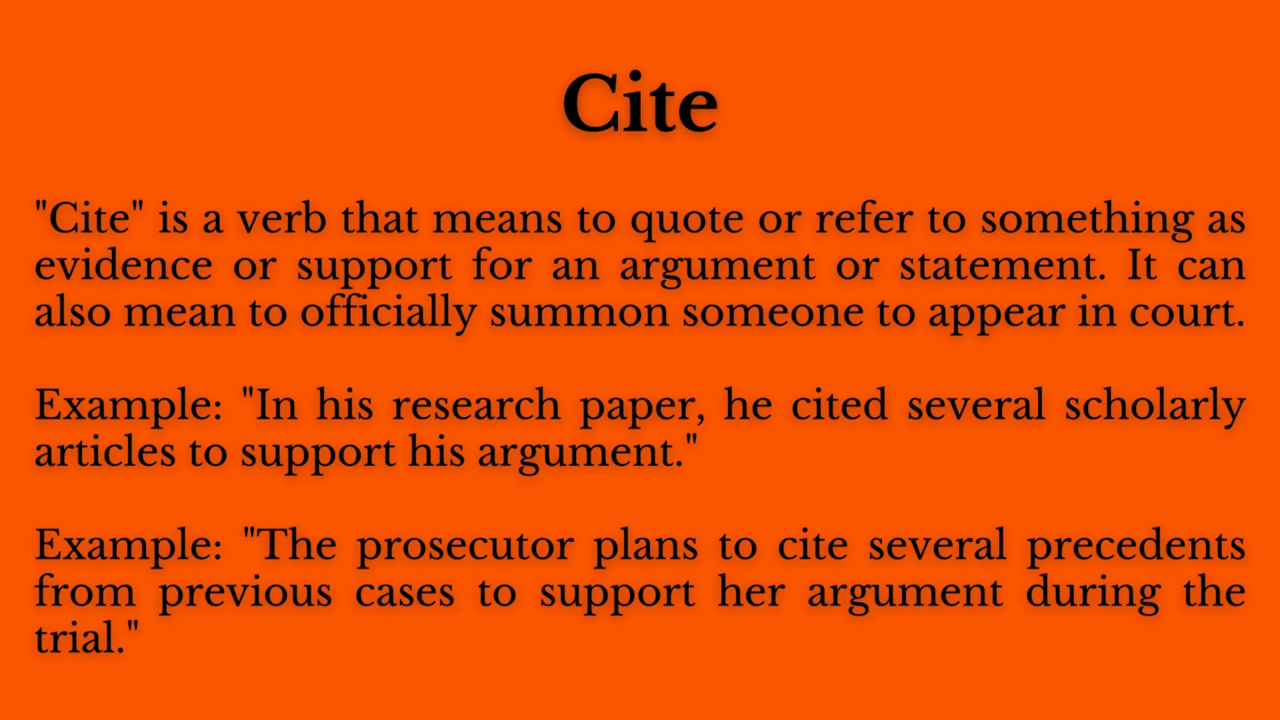 Cite
"Cite" is a verb that means to quote or refer to something as
evidence or support for an argument or statement. It can
also mean to officially summon someone to appear in court.
Example: "In his research paper, he cited several scholarly
articles to support his argument."
Example: "The prosecutor plans to cite several precedents
from previous cases to support her argument during the
trial."